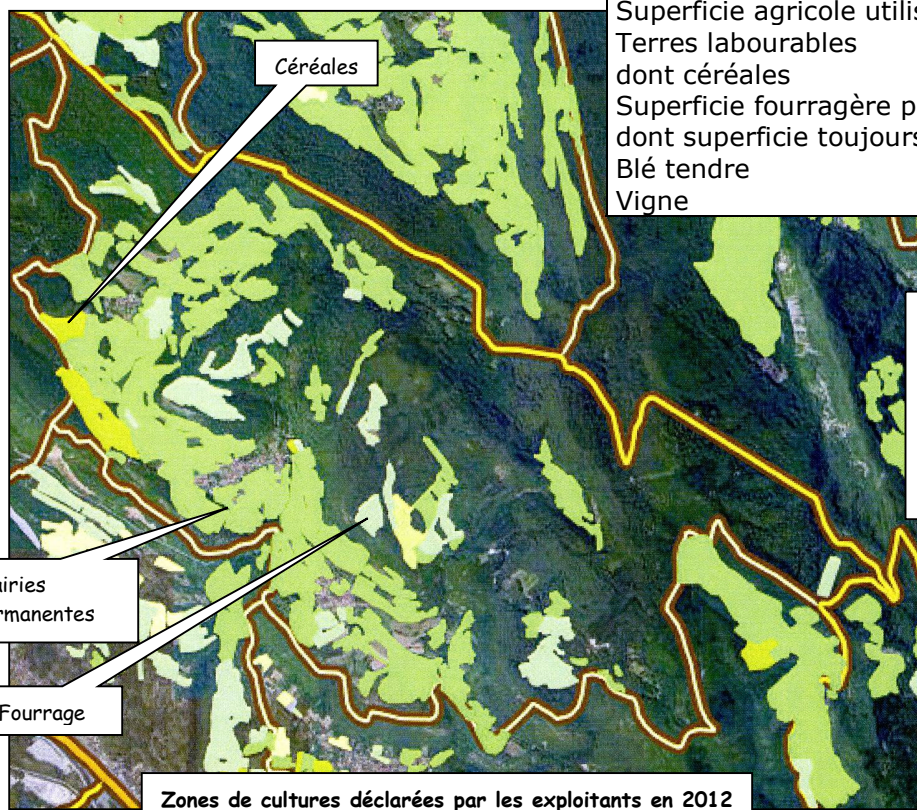 Superficie agricole utilis
Terres labourables
dont céréales
Superficie fourragère p
dont superficie toujours
Blé tendre
Vigne
Céréales
iries
rmanentes
Fourrage
Zones de cultures déclarées par les exploitants en 2012